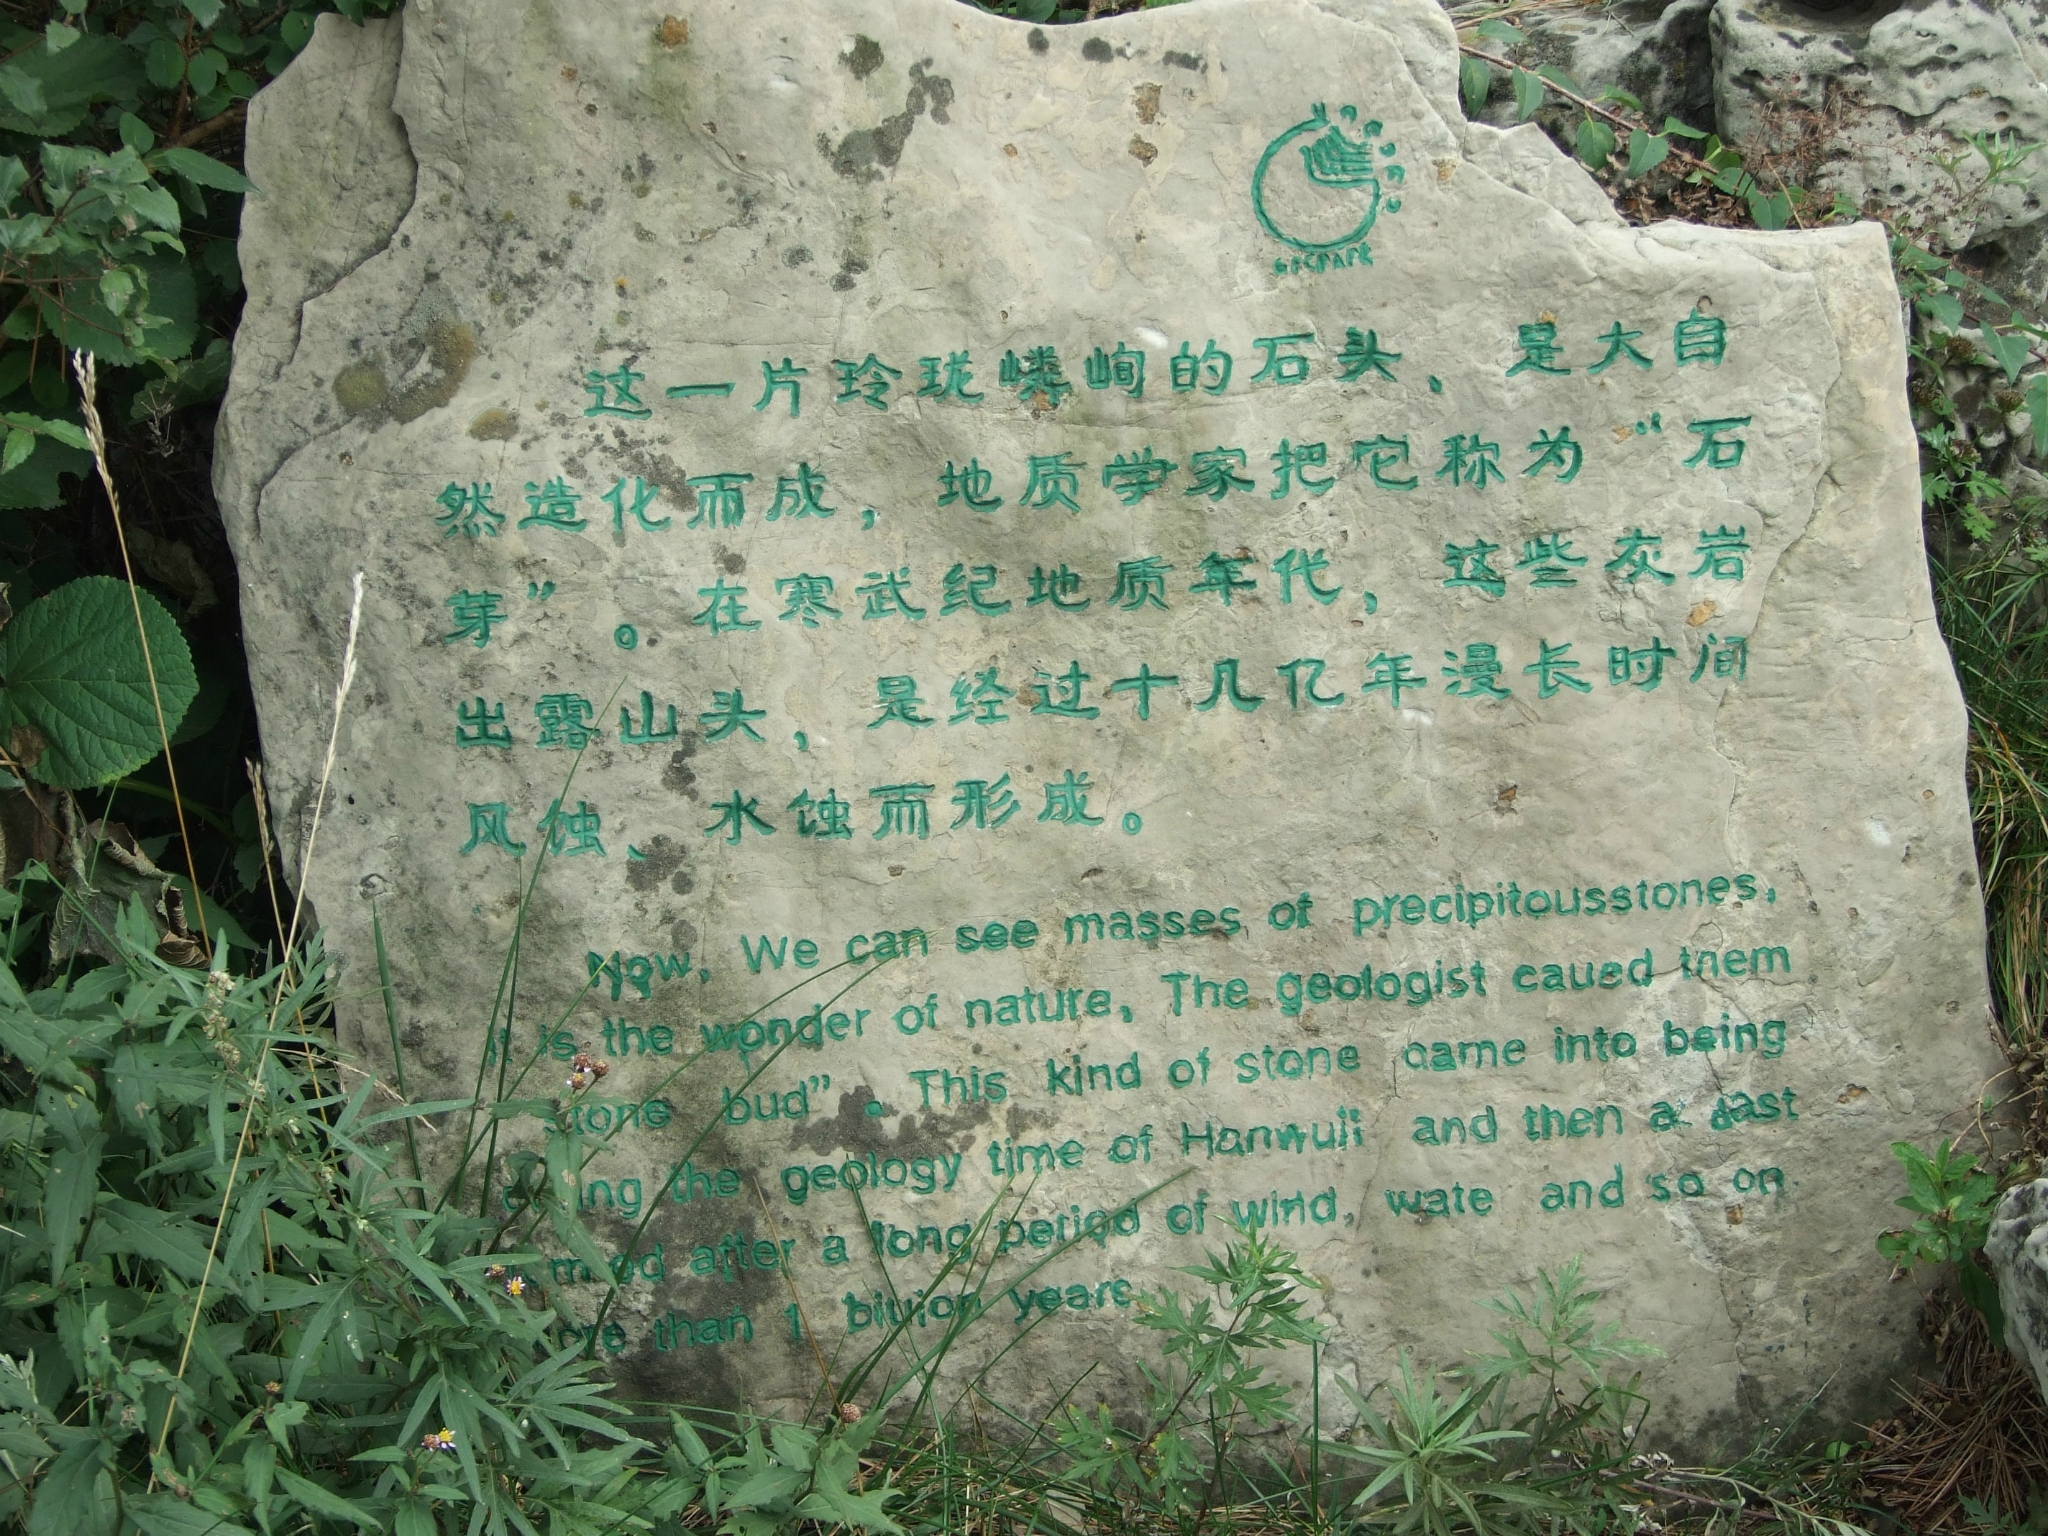 GEOPARK
这一片玲珑嶙峋的石头、是大自
然造化而成，地质学家把它称为“石
芽”。在寒武纪地质年代，这些灰岩
出露山头，是经过十几亿年漫长时间
风蚀、水蚀而形成。
Now, We can see masses of precipitousstones,
it is the wonder of nature, The geologist caued them
stone bud”。This kind of stone came into being
the geology time of Hanwuji and then a
after a long period of wind, wate and so on
than 1 years